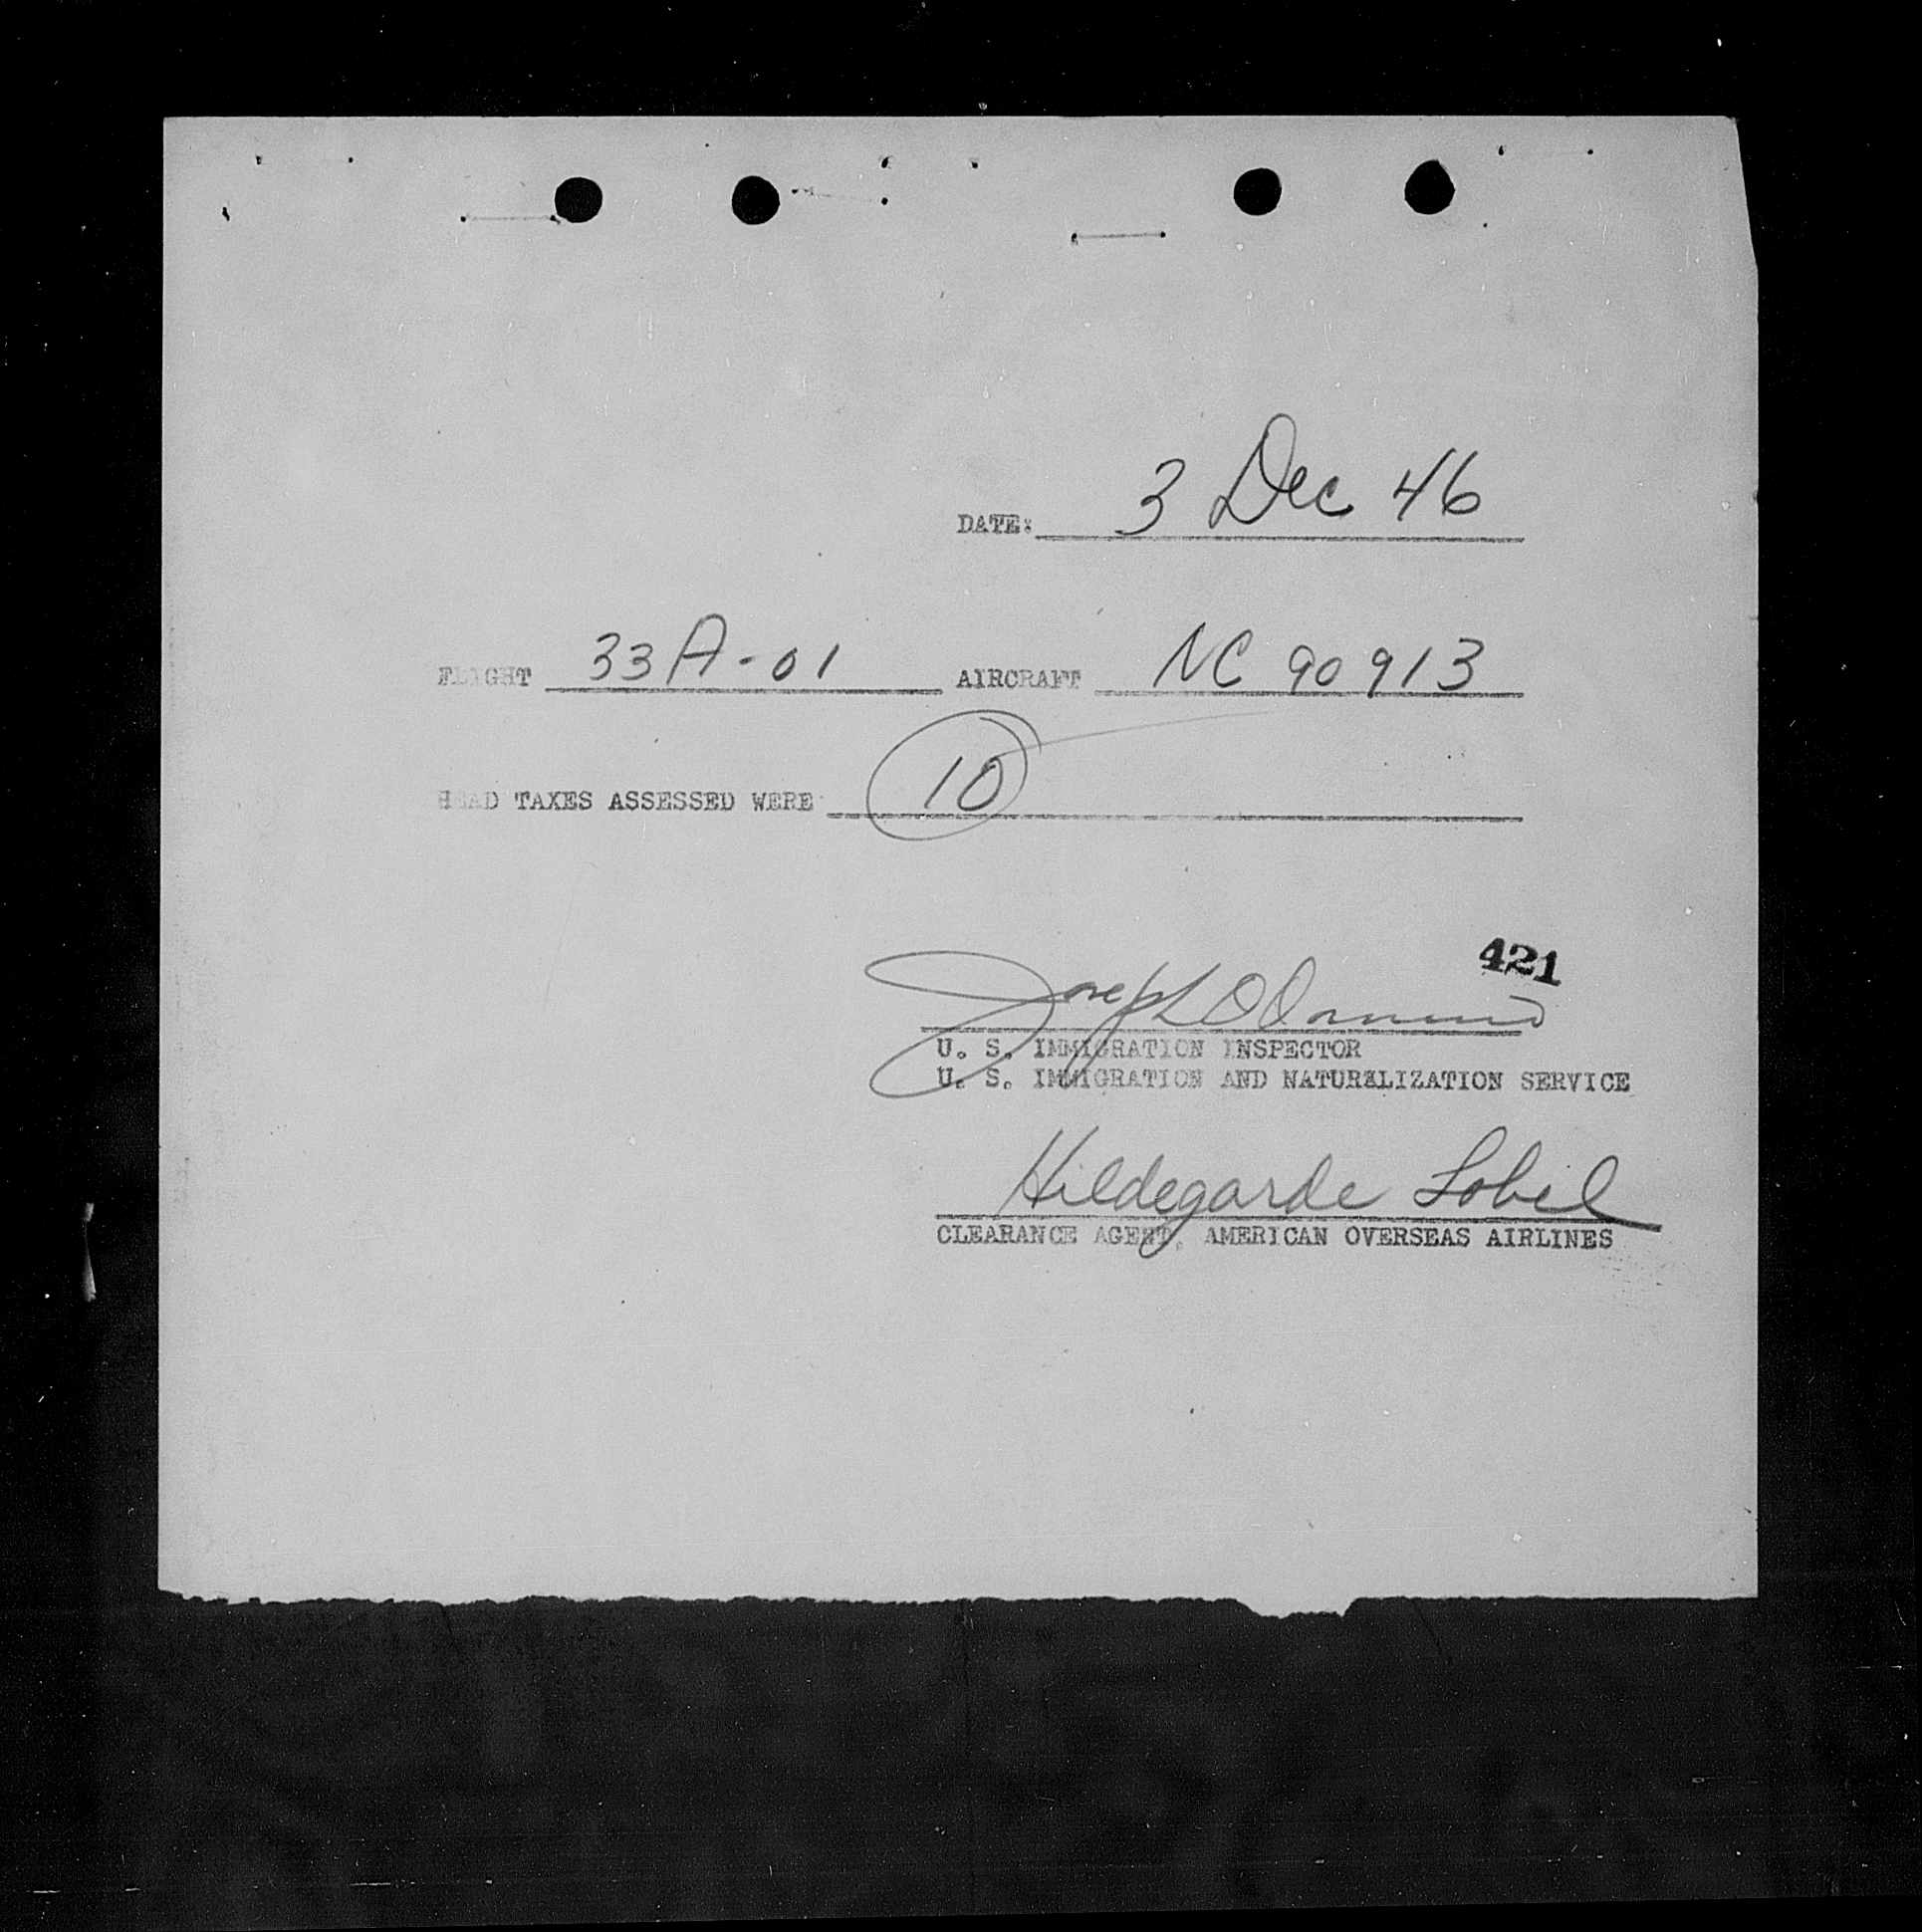 DATE: 3 Dec 46
FLIGHT 33A-01 AIRCRAFT NC 90913
HEAD TAXES ASSESSED WERE 10
421
Joseph
U. S. IMMIGRATION INSPECTOR
U. S. IMMIGRATION AND NATURALIZATION SERVICE
Hildegarde Lobel
CLEARANCE AGENT, AMERICAN OVERSEAS AIRLINES